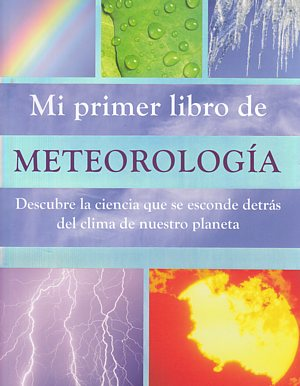 Mi primer libro de
METEOROLOGÍA
Descubre la ciencia que se esconde detrás
del clima de nuestro planeta